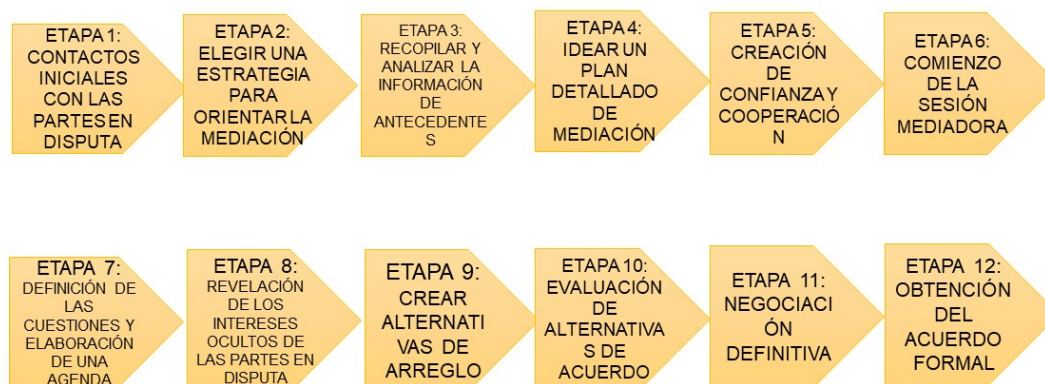 ETAPA 1:
CONTACTOS
INICIALES
CON LAS
PARTES EN
DISPUTA
ETAPA 2:
ELEGIR UNA
ESTRATEGIA
PARA
ORIENTAR LA
MEDIACIÓN
ETAPA 3:
RECOPILAR Y
ANALIZAR LA
INFORMACIÓN
DE
ANTECEDENTE
S
ETAPA 4:
IDEAR UN
PLAN
DETALLADO
DE
MEDIACIÓN
ETAPA 5:
CREACIÓN
DE
CONFIANZA Y
COOPERACIÓ
N
ETAPA 6:
COMIENZO
DE LA
SESIÓN
MEDIADORA
ETAPA 7:
DEFINICIÓN DE
LAS
CUESTIONES Y
ELABORACIÓN
DE UNA
AGENDA
ETAPA 8:
REVELACIÓN
DE LOS
INTERESES
OCULTOS DE
LAS PARTES EN
DISPUTA
ETAPA 9:
CREAR
ALTERNATI
VAS DE
ARREGLO
ETAPA 10:
EVALUACIÓN
DE
ALTERNATIVA
S DE
ACUERDO
ETAPA 11:
NEGOCIACI
ÓN
DEFINITIVA
ETAPA 12:
OBTENCIÓN
DEL
ACUERDO
FORMAL